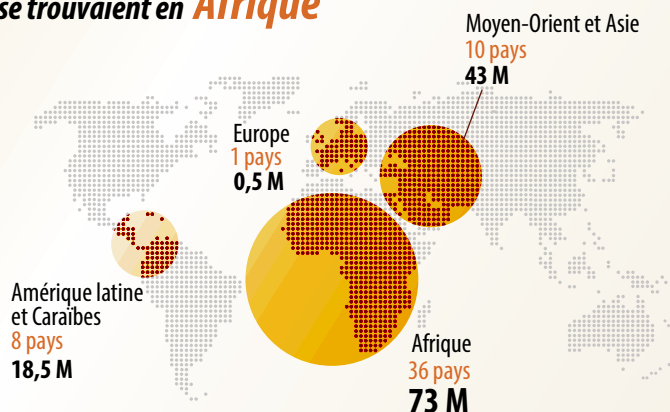 se trouvaient en Afrique
Moyen-Orient et Asie
10 pays
43 M
Europe
1 pays
0,5 M
Amérique latine
et Caraïbes
8 pays
18,5 M
Afrique
36 pays
73 M